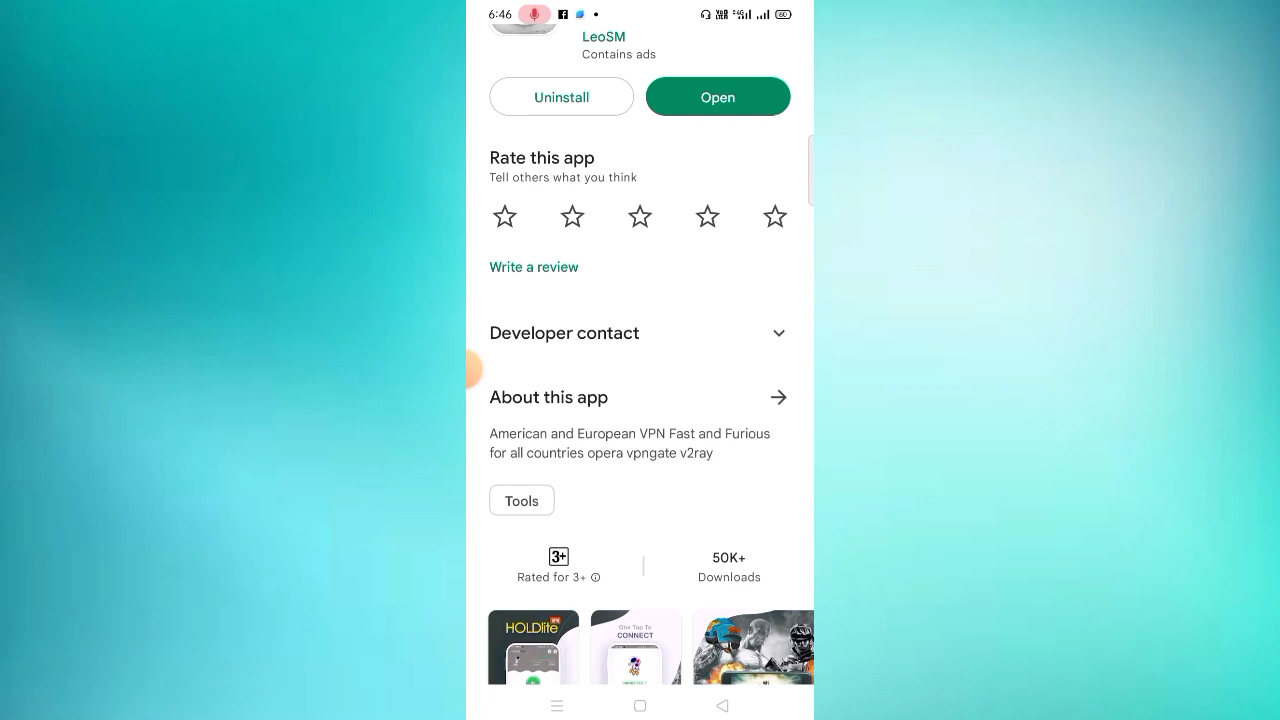 6:46
60
LeoSM
Contains ads
Uninstall
Open
Rate this app
Tell others what you think
Write a review
Developer contact
About this app
American and European VPN Fast and Furious
for all countries opera vpngate v2ray
Tools
3+
50K+
Rated for 3+
Downloads
HOLDlite
One Tap To
CONNECT